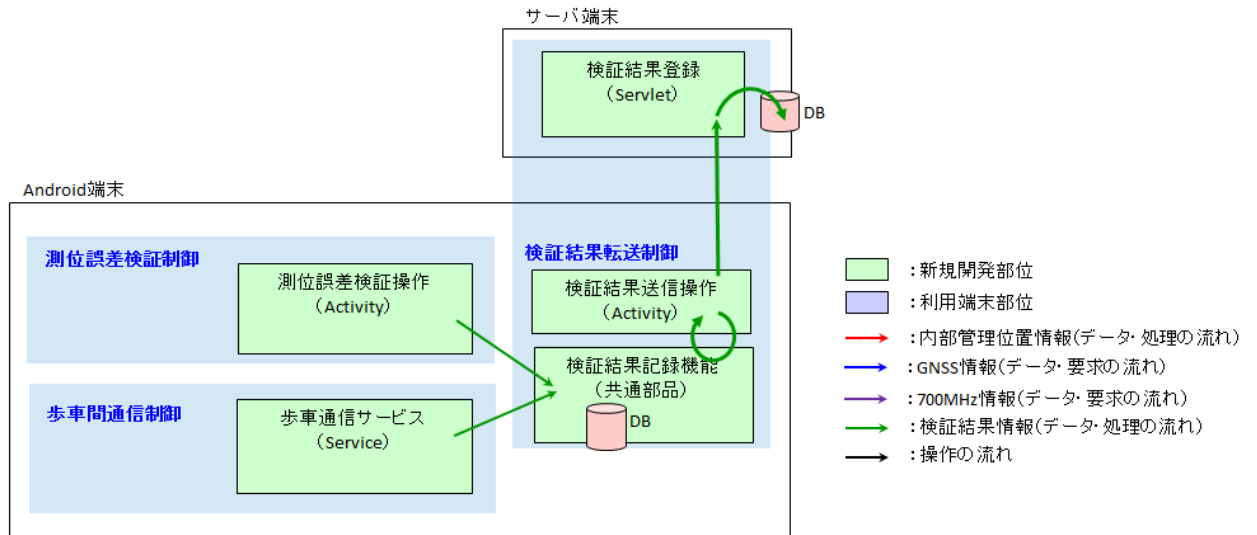 サーバ端末
検証結果登録
(Servlet)
DB
Android端末
測位誤差検証制御
測位誤差検証操作
(Activity)
検証結果転送制御
検証結果送信操作
(Activity)
検証結果記録機能
(共通部品)
DB
歩車間通信制御
歩車通信サービス
(Service)
:新規開発部位
:利用端末部位
:内部管理位置情報(データ・処理の流れ)
:GNSS情報(データ・要求の流れ)
:700MHz情報(データ・要求の流れ)
:検証結果情報(データ・処理の流れ)
:操作の流れ